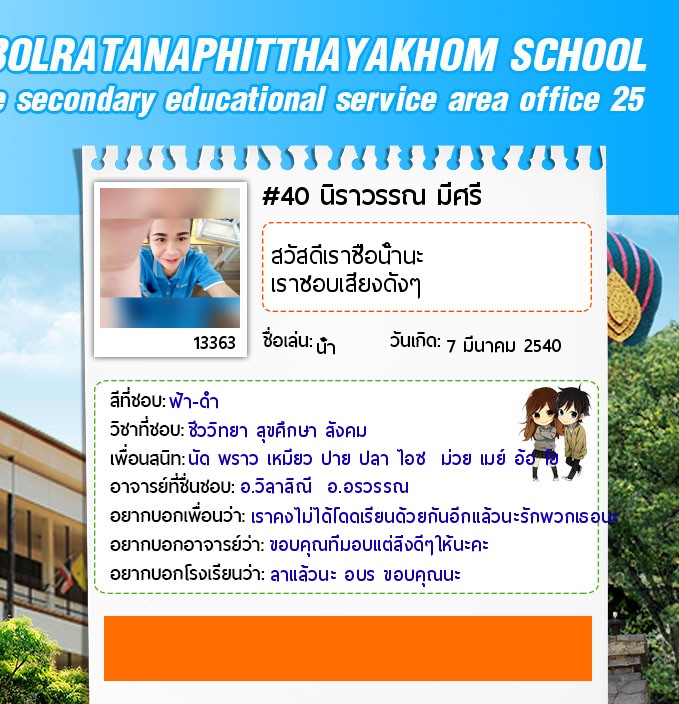 BOLRATANAPHITTHAYAKHOM SCHOOL
e secondary educational service area office 25
#40 นิราวรรณ มีศรี
สวัสดีเราชือน้ำนะ
เราชอบเสียงดังๆ
13363
ชื่อเล่น: น้ำ วันเกิด: 7 มีนาคม 2540
สีที่ชอบ: ฟ้า-ดำ
วิชาที่ชอบ: ชีววิทยา สุขศึกษา สังคม
เพื่อนสนิท: นัด พราว เหมียว ปาย ปลา ไอซ ม่วย เมย์ อ้อ
อาจารย์ที่ชื่นชอบ: อ.วิลาสิณี อ.อรวรรณ
อยากบอกเพื่อนว่า: เราคงไม่ได้โดดเรียนด้วยกันอีกแล้วนะรักพวกเธอนะ
อยากบอกอาจารย์ว่า: ขอบคุณทีมอบแต่สิ่งดีๆให้นะคะ
อยากบอกโรงเรียนว่า: ลาแล้วนะ อบร ขอบคุณนะ